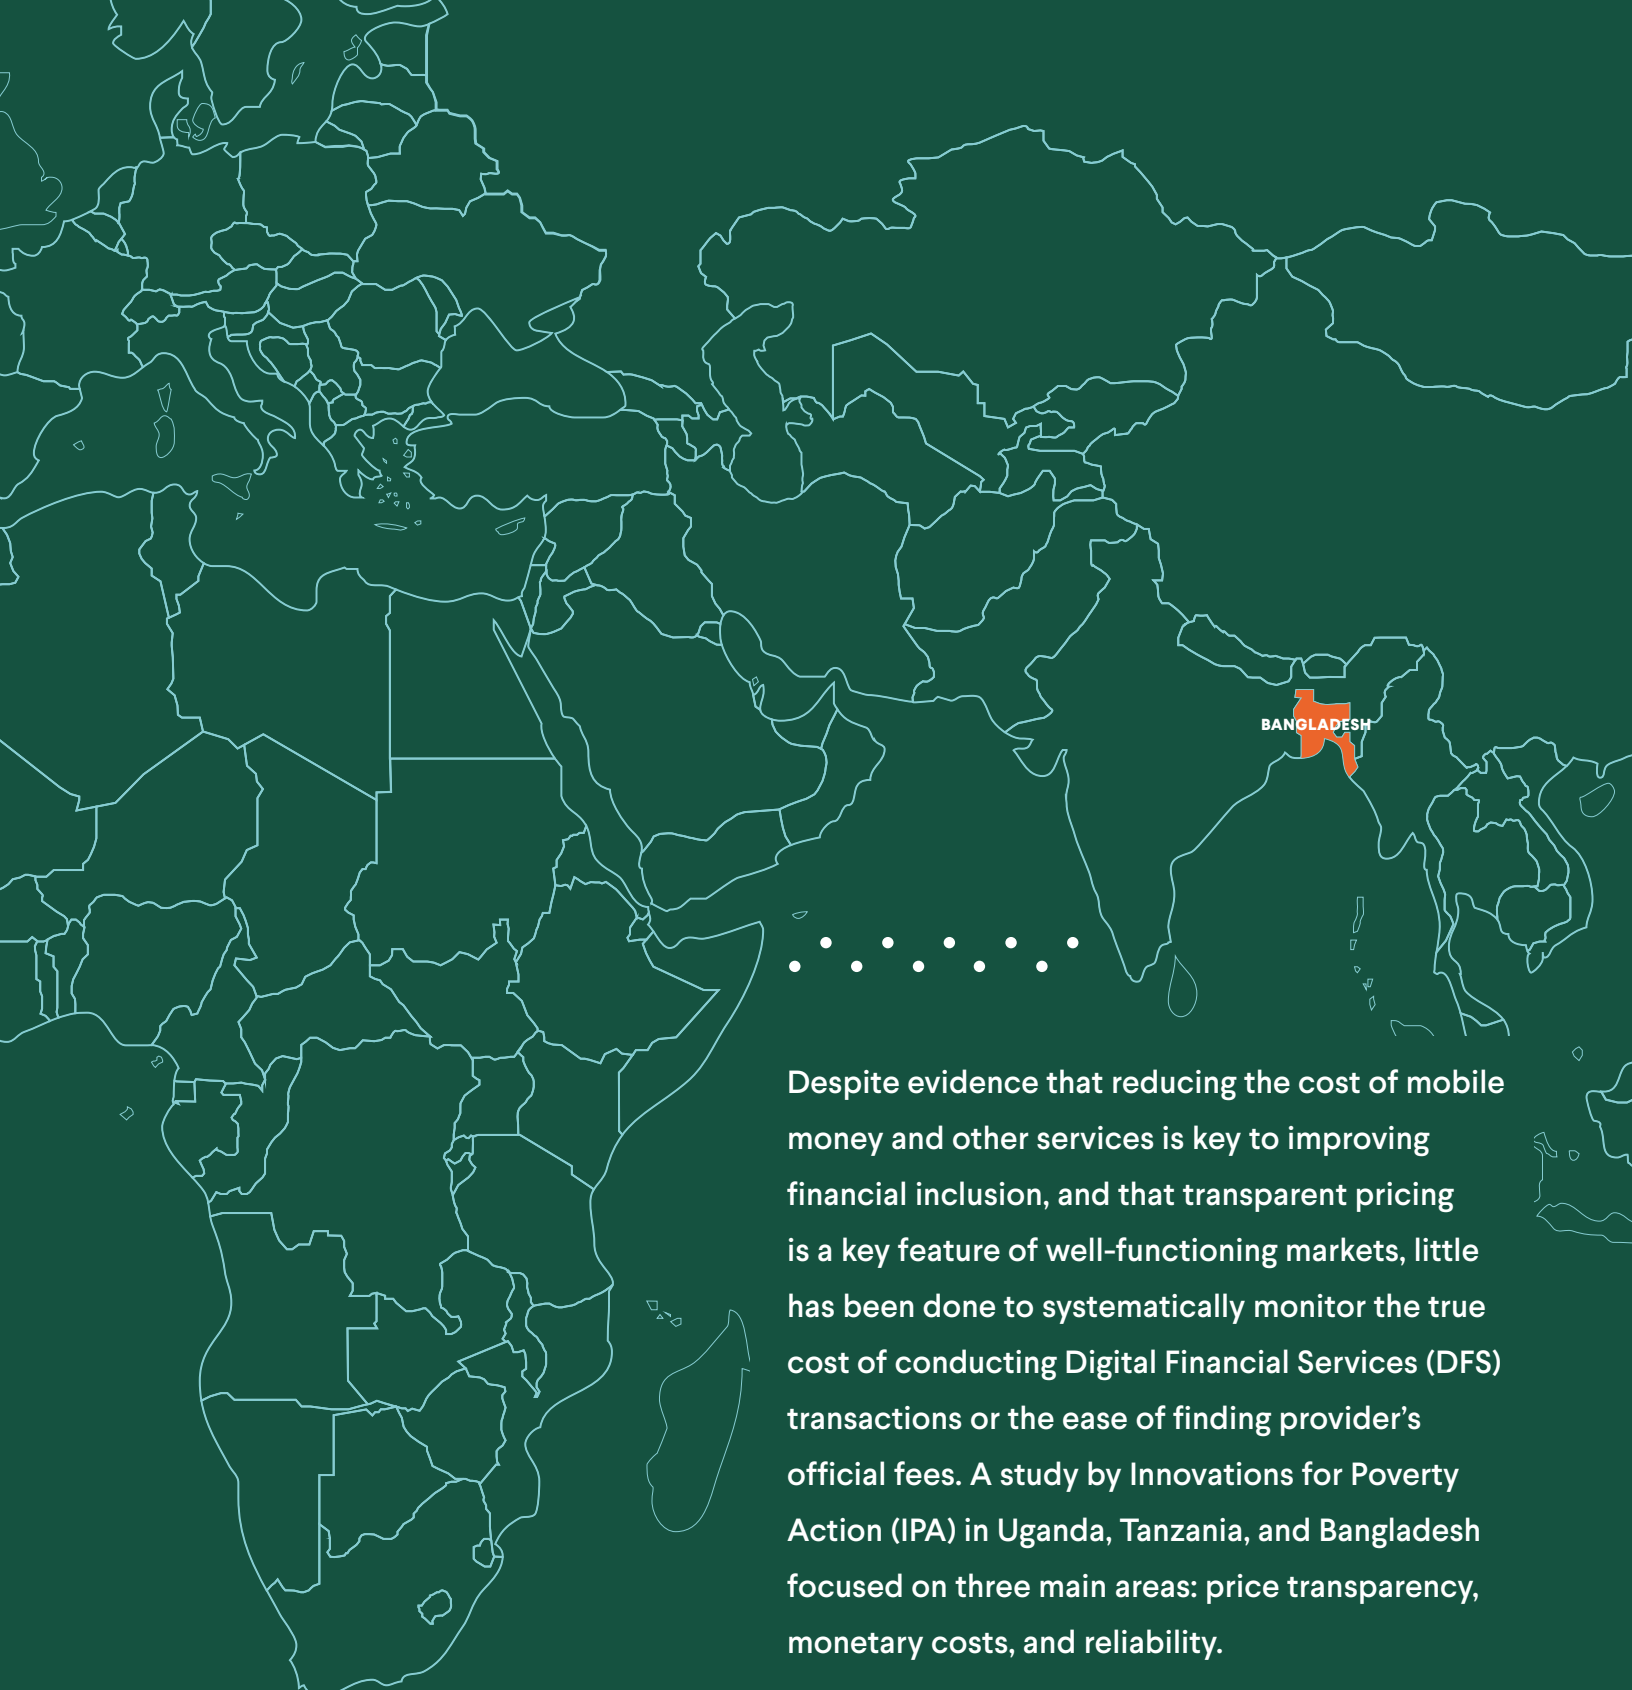 BANGLADESH
Despite evidence that reducing the cost of mobile
money and other services is key to improving
financial inclusion, and that transparent pricing
is a key feature of well-functioning markets, little
has been done to systematically monitor the true
cost of conducting Digital Financial Services (DFS)
transactions or the ease of finding provider’s
official fees. A study by Innovations for Poverty
Action (IPA) in Uganda, Tanzania, and Bangladesh
focused on three main areas: price transparency,
monetary costs, and reliability.